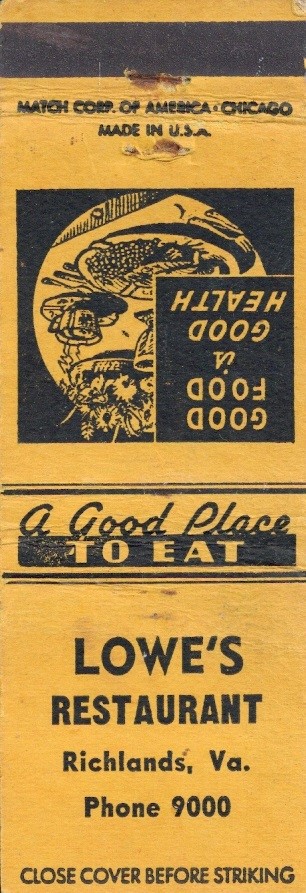 MATCH CORP. OF AMERICA · CHICAGO
MADE IN U.S.A.
GOOD
FOOD
is
GOOD
HEALTH
A Good Place
TO EAT
LOWE'S
RESTAURANT
Richlands, Va.
Phone 9000
CLOSE COVER BEFORE STRIKING